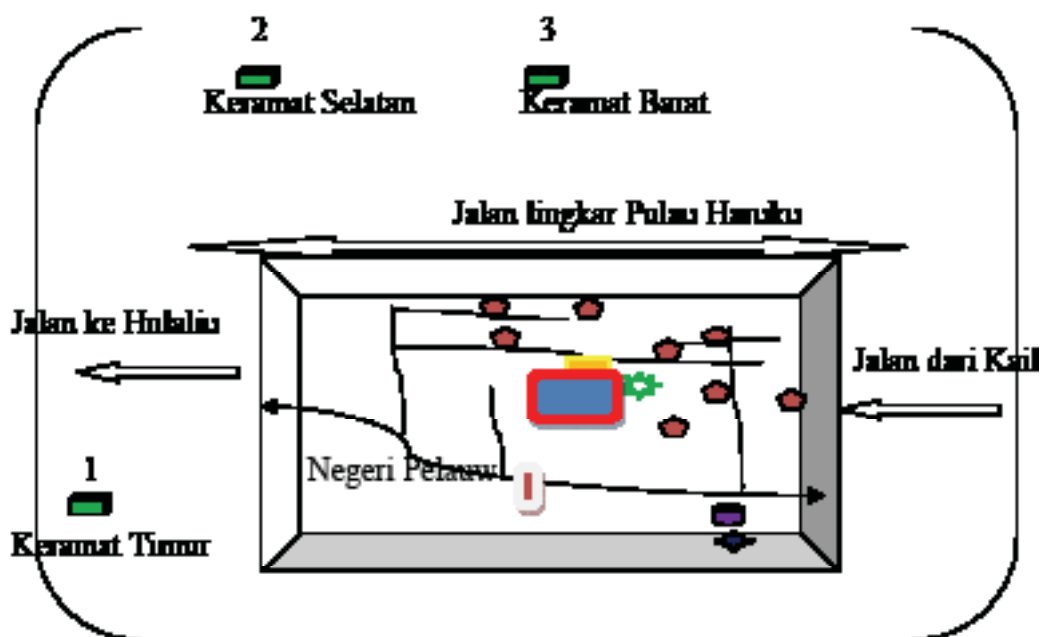 2
3
Keramat Selatan
Keramat Barat
Jalan lingkar Pulau Haruku
Jalan ke Hulaliu
Jalan dari Kail
1
Negeri Pelauw
Keramat Timur